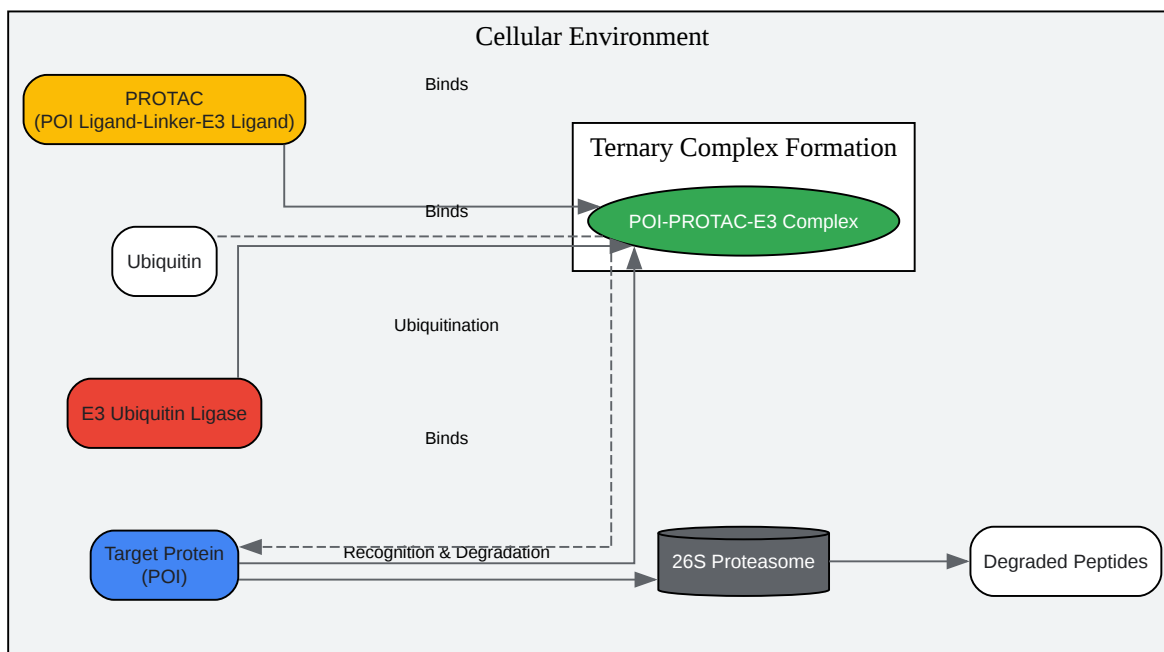 Cellular Environment
Binds
PROTAC
(POI Ligand-Linker-E3 Ligand)
Ternary Complex Formation
Binds
POI-PROTAC-E3 Complex
Ubiquitin
Ubiquitination
E3 Ubiquitin Ligase
Binds
Target Protein
(POI)
Recognition & Degradation
26S Proteasome
Degraded Peptides